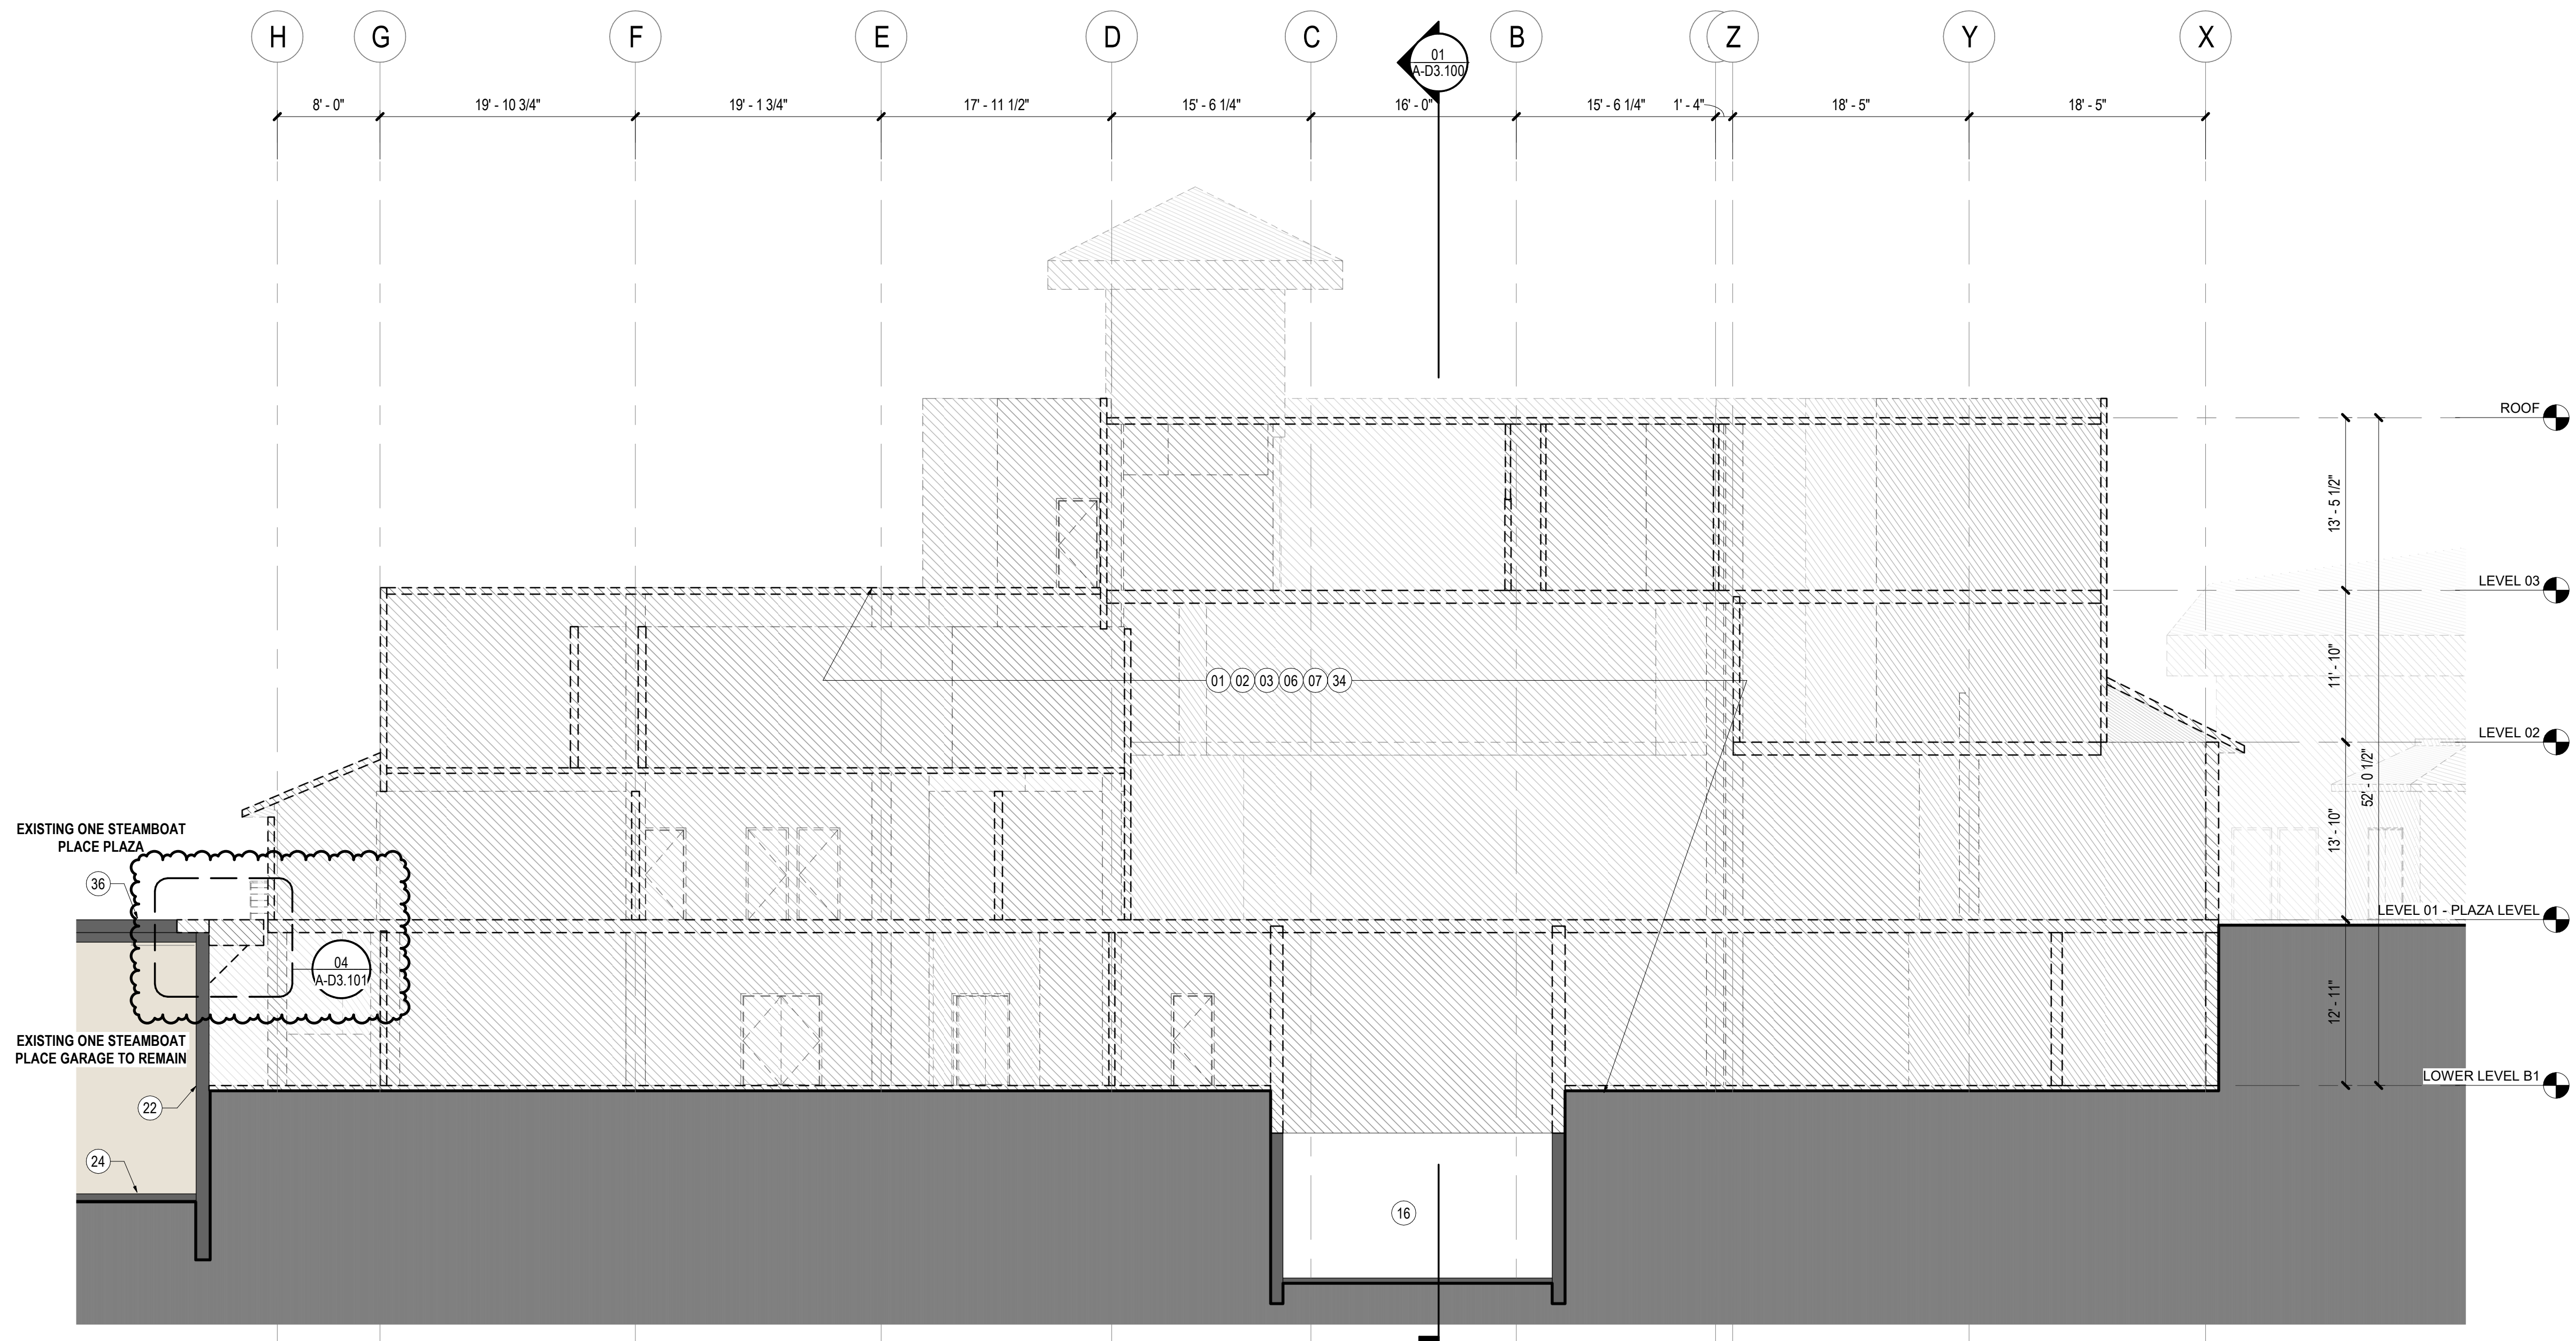 H G F E D C B Z Y X
01
A-D3.100
8' - 0" 19' - 10 3/4" 19' - 1 3/4" 17' - 11 1/2" 15' - 6 1/4" 16' - 0" 15' - 6 1/4" 1' - 4" 18' - 5" 18' - 5"
ROOF
13' - 5 1/2"
LEVEL 03
01 02 03 06 07 34
11' - 10"
LEVEL 02
52' - 0 1/2"
13' - 10"
EXISTING ONE STEAMBOAT
PLACE PLAZA
36
LEVEL 01 - PLAZA LEVEL
04
A-D3.101
12' - 11"
EXISTING ONE STEAMBOAT
PLACE GARAGE TO REMAIN
LOWER LEVEL B1
22
24
16